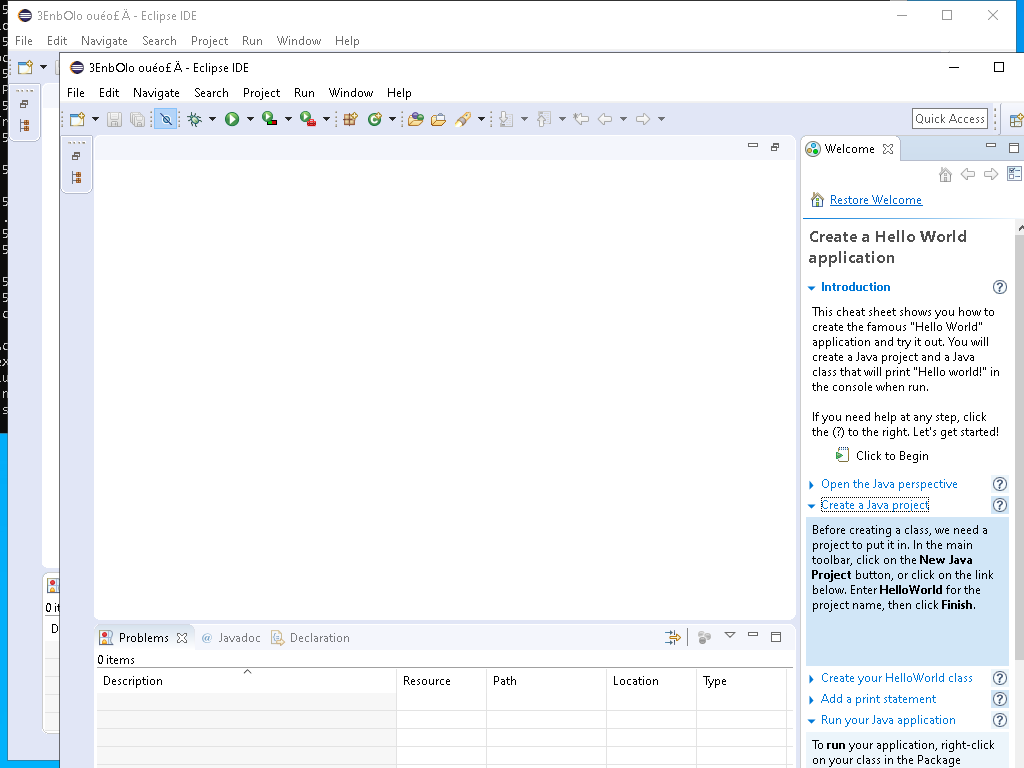 3EnbOlo ouéo£ Ä - Eclipse IDE
File Edit Navigate Search Project Run Window Help
3EnbOlo ouéo£ Ä - Eclipse IDE
File Edit Navigate Search Project Run Window Help
Quick Access
Welcome
Restore Welcome
Create a Hello World
application
Introduction
This cheat sheet shows you how to
create the famous "Hello World"
application and try it out. You will
create a Java project and a Java
class that will print "Hello world!" in
the console when run.
If you need help at any step, click
the (?) to the right. Let's get started!
Click to Begin
Open the Java perspective
Create a Java project
Before creating a class, we need a
project to put it in. In the main
toolbar, click on the New Java
Project button, or click on the link
below. Enter HelloWorld for the
project name, then click Finish.
Create your HelloWorld class
Add a print statement
Run your Java application
To run your application, right-click
on your class in the Package
Problems Javadoc Declaration
0 items
Description Resource Path Location Type